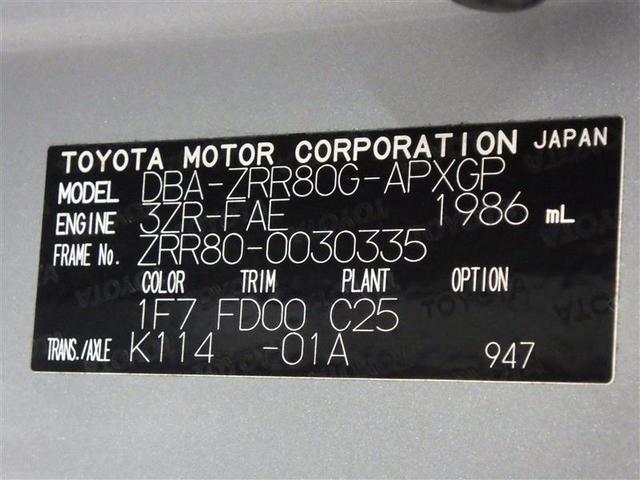 TOYOTA MOTOR CORPORATION JAPAN
MODEL DBA-ZRR80G-APXGP
ENGINE 3ZR-FAE 1986 mL
FRAME No. ZRR80-0030335
COLOR TRIM PLANT OPTION
1F7 FD00 C25
TRANS./AXLE K114 -01A 947